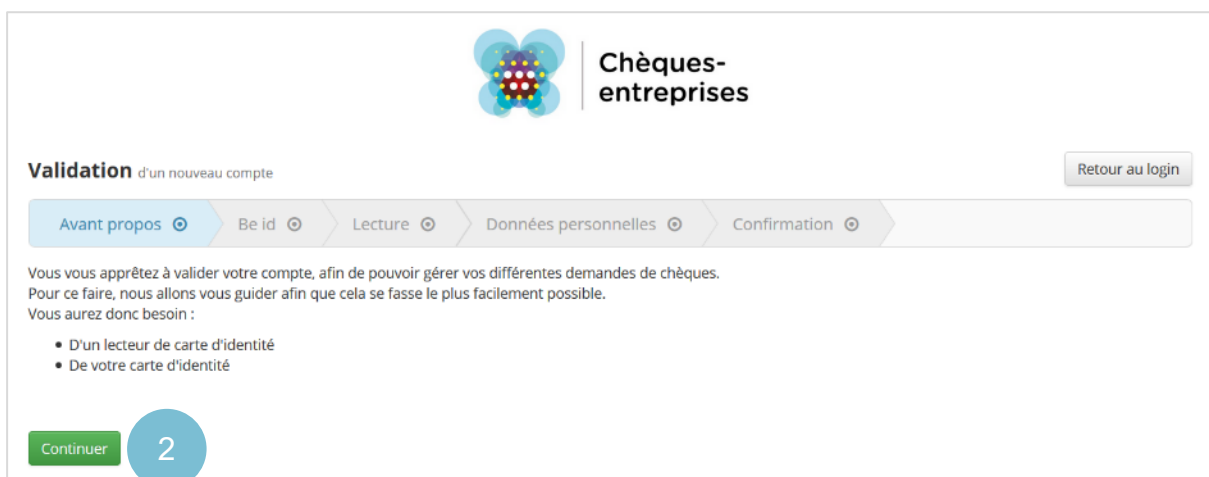 Chèques-
entreprises
Validation d'un nouveau compte
Retour au login
Avant propos
Be id
Lecture
Données personnelles
Confirmation
Vous vous apprêtez à valider votre compte, afin de pouvoir gérer vos différentes demandes de chèques.
Pour ce faire, nous allons vous guider afin que cela se fasse le plus facilement possible.
Vous aurez donc besoin :
• D'un lecteur de carte d'identité
• De votre carte d'identité
Continuer
2